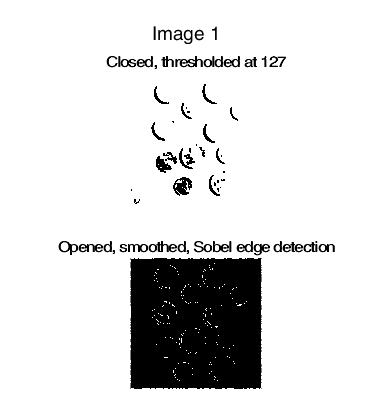 Image 1
Closed, thresholded at 127
Opened, smoothed, Sobel edge detection